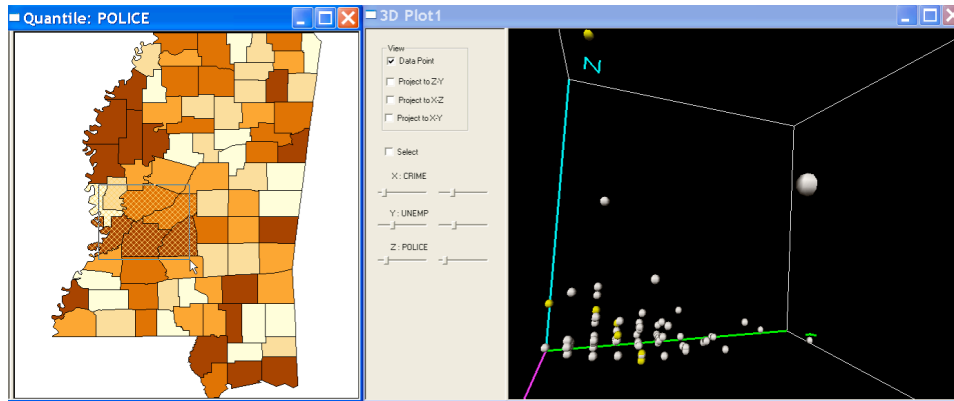 Quantile: POLICE
3D Plot1
View
Data Point
Project to Z-Y
Project to X-Z
Project to X-Y
Select
X : CRIME
Y : UNEMP
Z : POLICE
Z